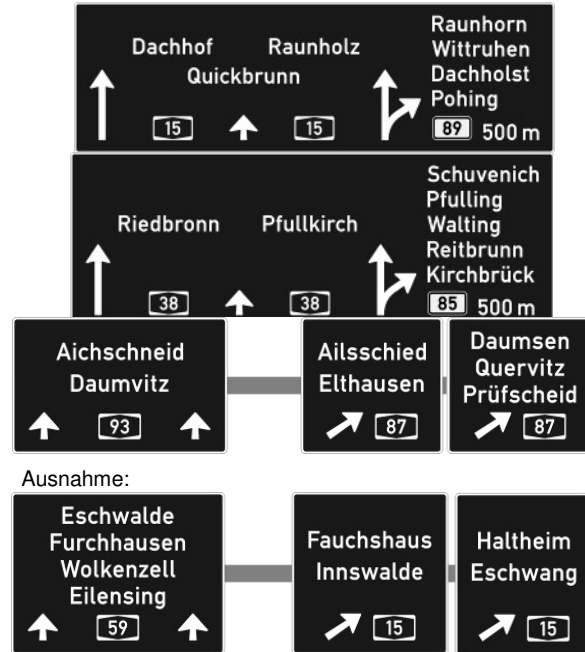 Dachhof Raunholz
Quickbrunn
15 15
Raunhorn
Wittruhen
Dachholst
Pohing
89 500 m
Riedbronn Pfullkirch
38 38
Schuvenich
Pfulling
Walting
Reitbrunn
Kirchbrück
85 500 m
Aichschneid
Daumvitz
93
Ailsschied
Elthausen
87
Daumsen
Quervitz
Prüfscheid
87
Ausnahme:
Eschwalde
Furchhausen
Wolkenzell
Eilensing
59
Fauchshaus
Innswalde
15
Haltheim
Eschwang
15